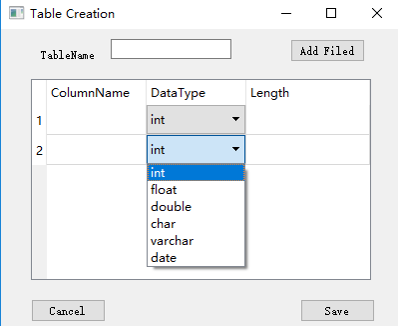 Table Creation
TableName
Add Filed
ColumnName DataType Length
1 int
2 int
int
float
double
char
varchar
date
Cancel Save